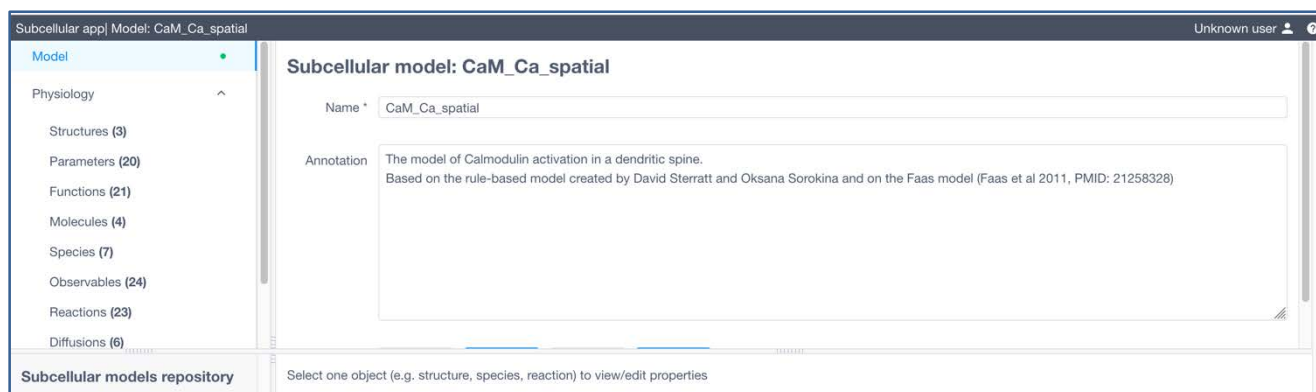 Subcellular app| Model: CaM_Ca_spatial
Unknown user
Model
Physiology
Structures (3)
Parameters (20)
Functions (21)
Molecules (4)
Species (7)
Observables (24)
Reactions (23)
Diffusions (6)
Subcellular models repository
Subcellular model: CaM_Ca_spatial
Name *
CaM_Ca_spatial
Annotation
The model of Calmodulin activation in a dendritic spine.
Based on the rule-based model created by David Sterratt and Oksana Sorokina and on the Faas model (Faas et al 2011, PMID: 21258328)
Select one object (e.g. structure, species, reaction) to view/edit properties